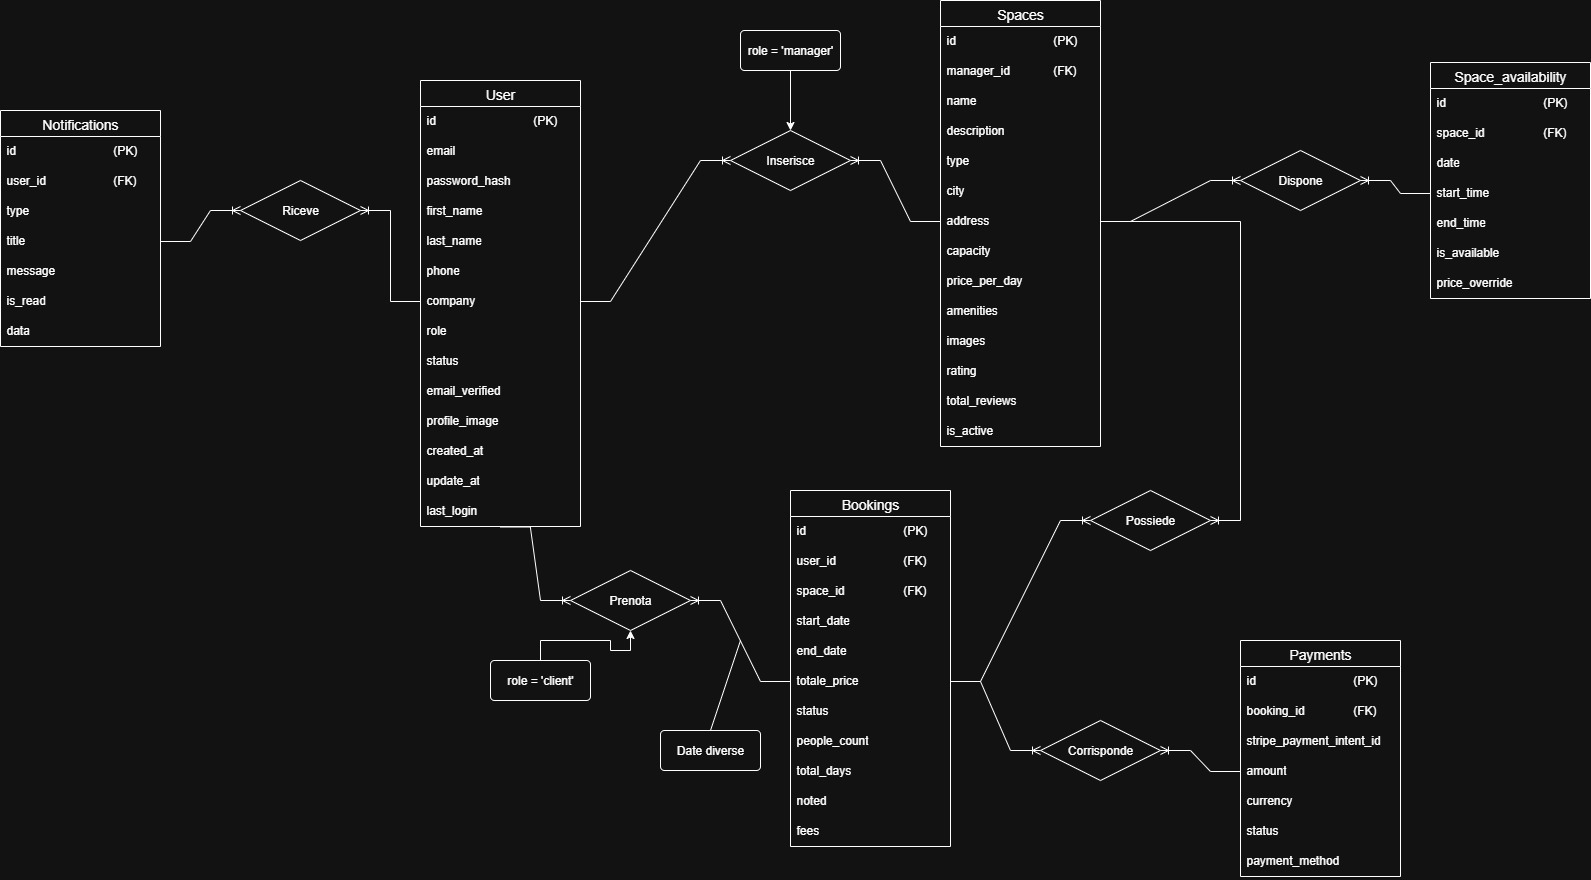 Notifications
id (PK)
user_id (FK)
type
title
message
is_read
data
Riceve
User
id (PK)
email
password_hash
first_name
last_name
phone
company
role
status
email_verified
profile_image
created_at
update_at
last_login
role = 'manager'
Inserisce
Spaces
id (PK)
manager_id (FK)
name
description
type
city
address
capacity
price_per_day
amenities
images
rating
total_reviews
is_active
Dispone
Space_availability
id (PK)
space_id (FK)
date
start_time
end_time
is_available
price_override
Prenota
role = 'client'
Date diverse
Bookings
id (PK)
user_id (FK)
space_id (FK)
start_date
end_date
totale_price
status
people_count
total_days
noted
fees
Possiede
Corrisponde
Payments
id (PK)
booking_id (FK)
stripe_payment_intent_id
amount
currency
status
payment_method